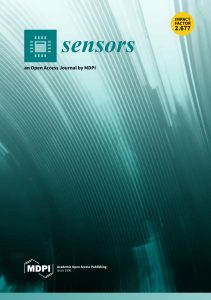 IMPACT
FACTOR
2.677
sensors
an Open Access Journal by MDPI
MDPI
Academic Open Access Publishing
since 1996